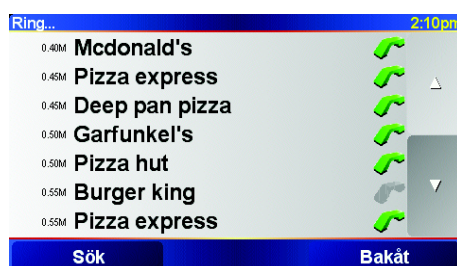 Ring... 2:10pm
0.40M Mcdonald's
0.45M Pizza express
0.45M Deep pan pizza
0.50M Garfunkel's
0.50M Pizza hut
0.55M Burger king
0.55M Pizza express
Sök Bakåt